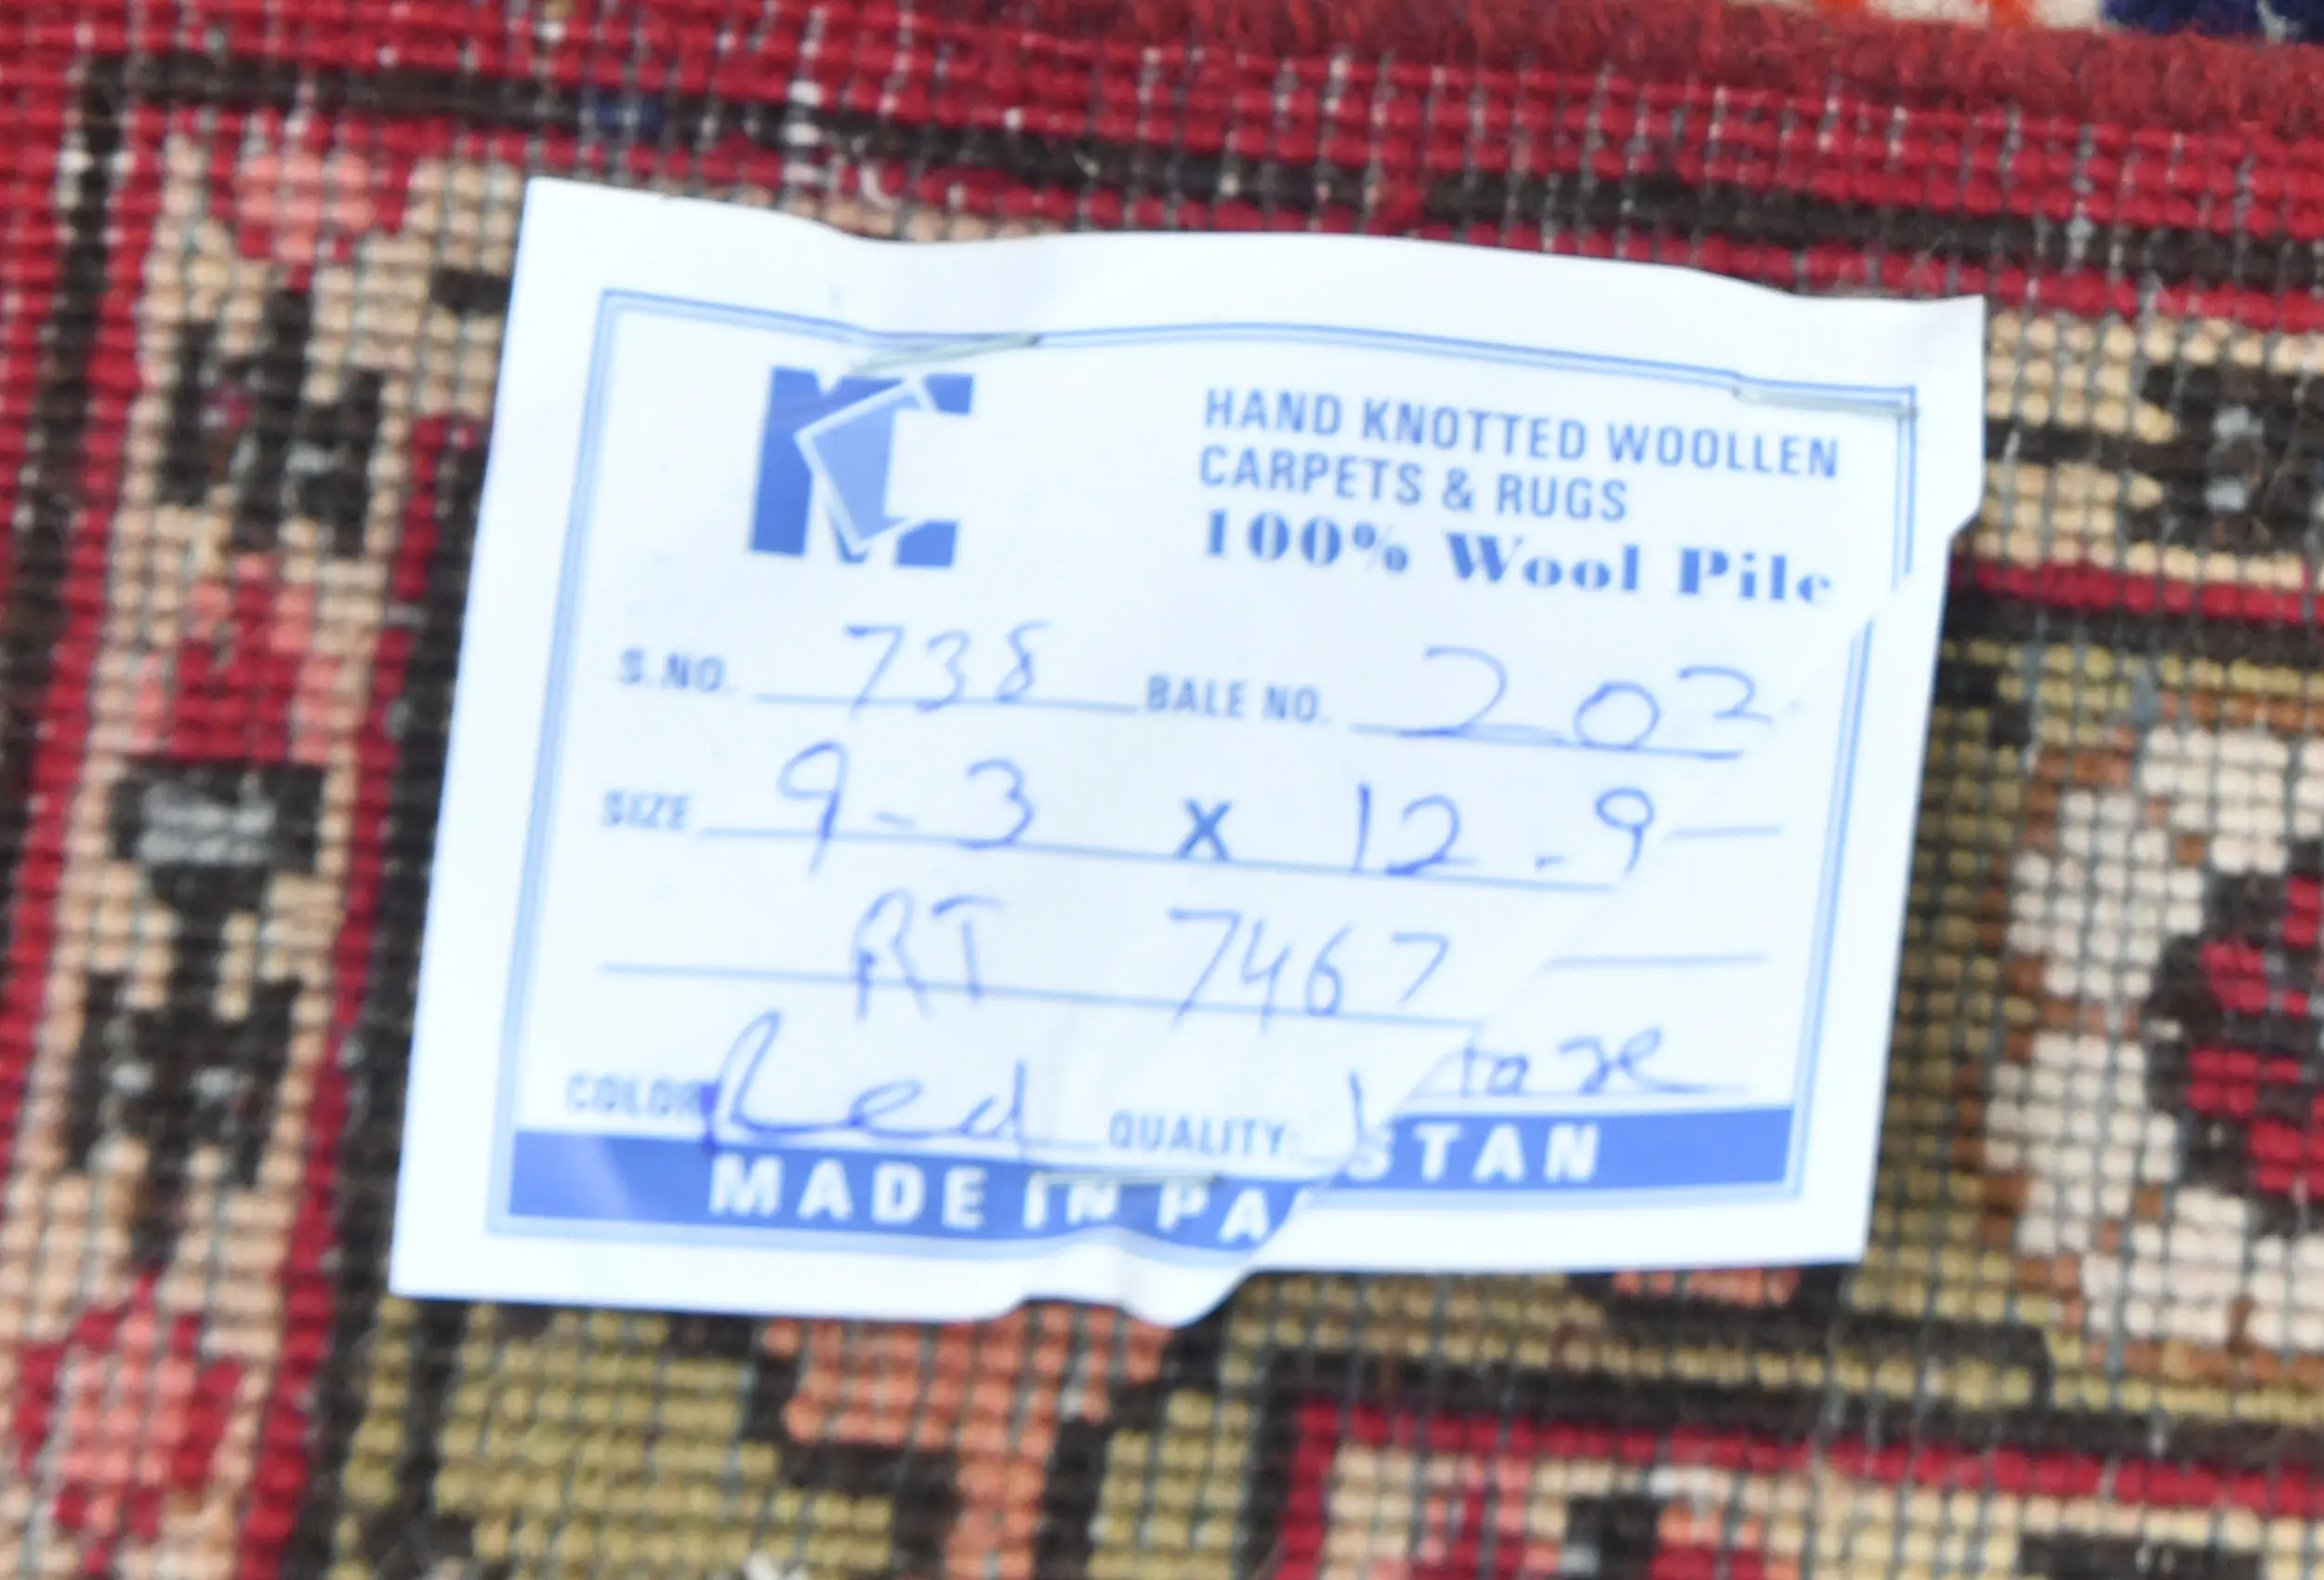 HAND KNOTTED WOOLLEN
CARPETS & RUGS
100% Wool Pile
S.NO. 738 BALE NO. 202
SIZE 9-3 X 12-9
RT 7467
COLOR Red QUALITY:
MADE IN PA STAN